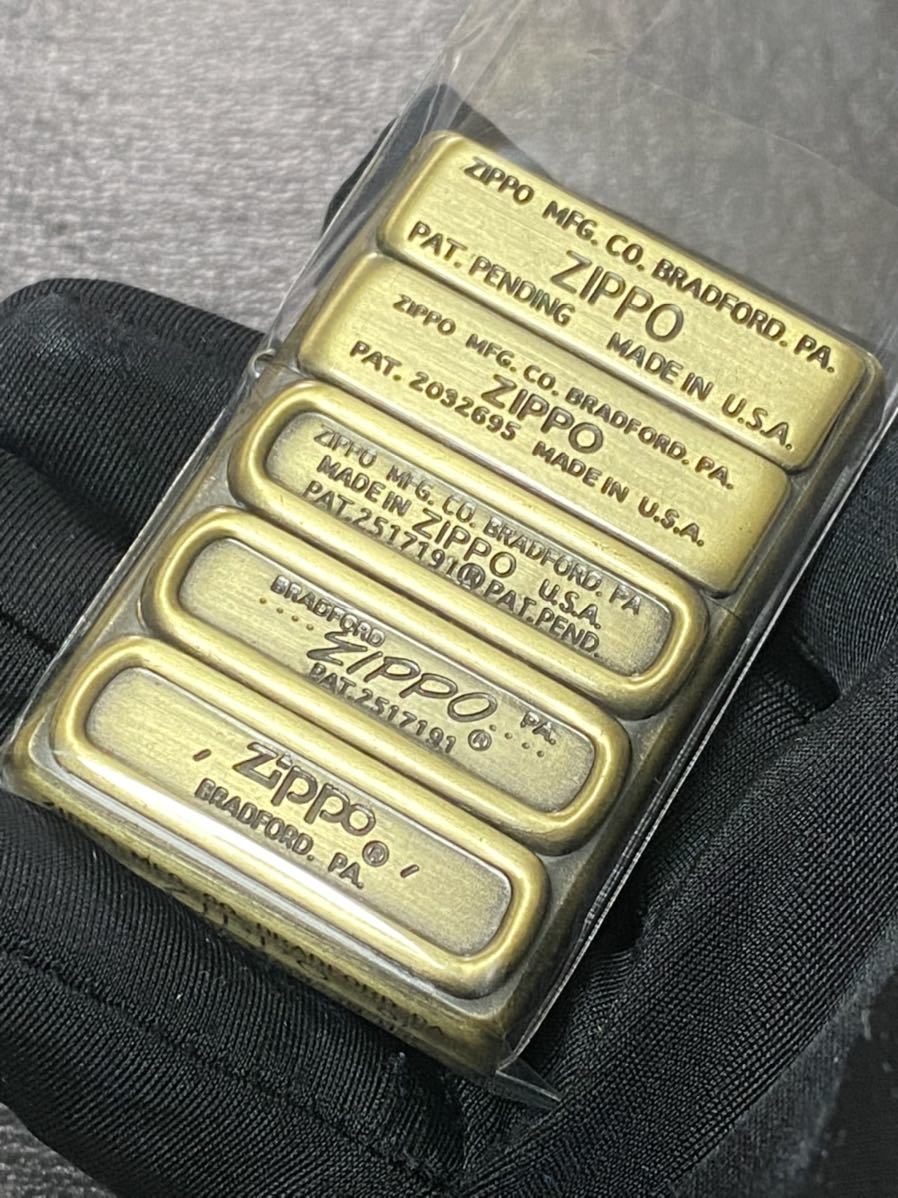 ZIPPO MFG. CO. BRADFORD. PA.
ZIPPO
PAT. PENDING MADE IN U.S.A.
ZIPPO MFG. CO. BRADFORD. PA.
ZIPPO
PAT. 2032695 MADE IN U.S.A.
ZIPPO MFG. CO. BRADFORD. PA
MADE IN ZIPPO U.S.A.
PAT.2517191 ® PAT.PEND.
BRADFORD PA.
.... ZIPPO ....
PAT.2517191 ®
/ Zippo ® /
BRADFORD. PA.